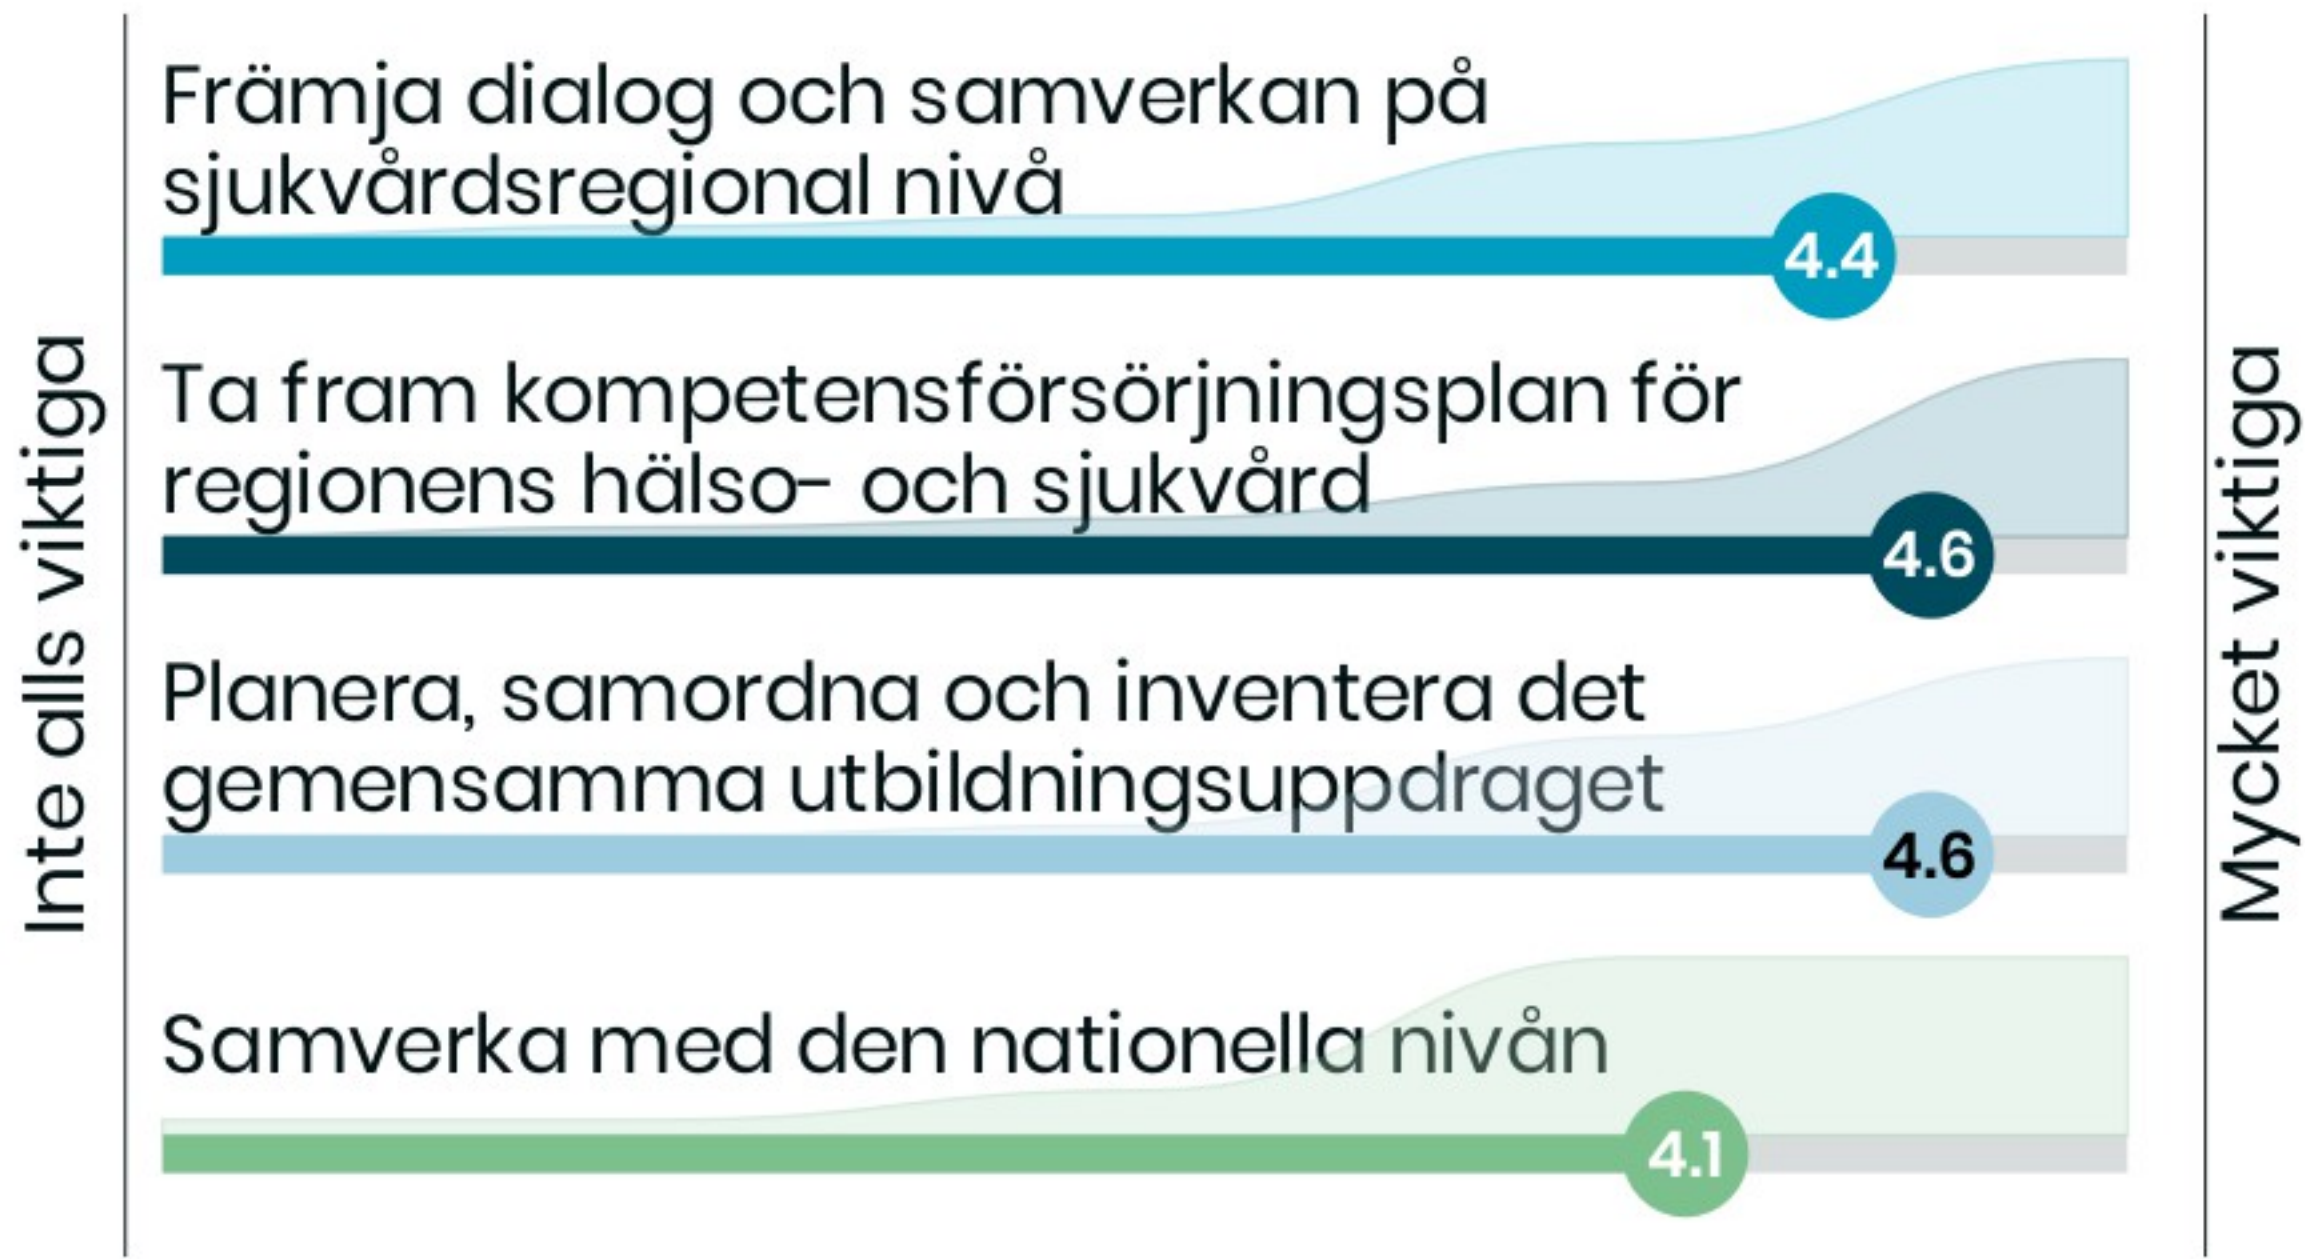 Inte alls viktiga
Främja dialog och samverkan på
sjukvårdsregional nivå
4.4
Ta fram kompetensförsörjningsplan för
regionens hälso- och sjukvård
4.6
Planera, samordna och inventera det
gemensamma utbildningsuppdraget
4.6
Samverka med den nationella nivån
4.1
Mycket viktiga